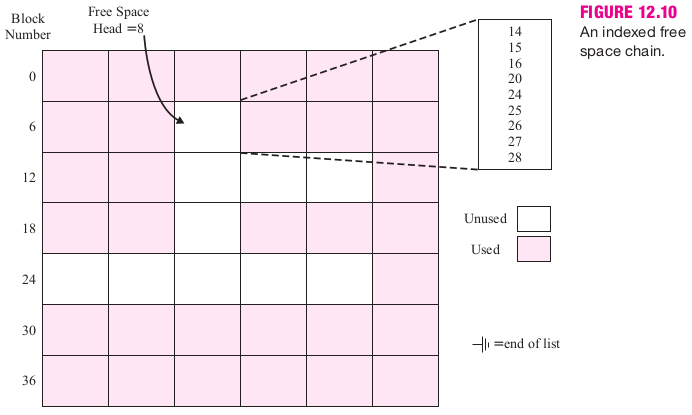 Block
Number
Free Space
Head =8
FIGURE 12.10
An indexed free
space chain.
14
15
16
20
24
25
26
27
28
0
6
12
18
24
30
36
Unused
Used
=end of list